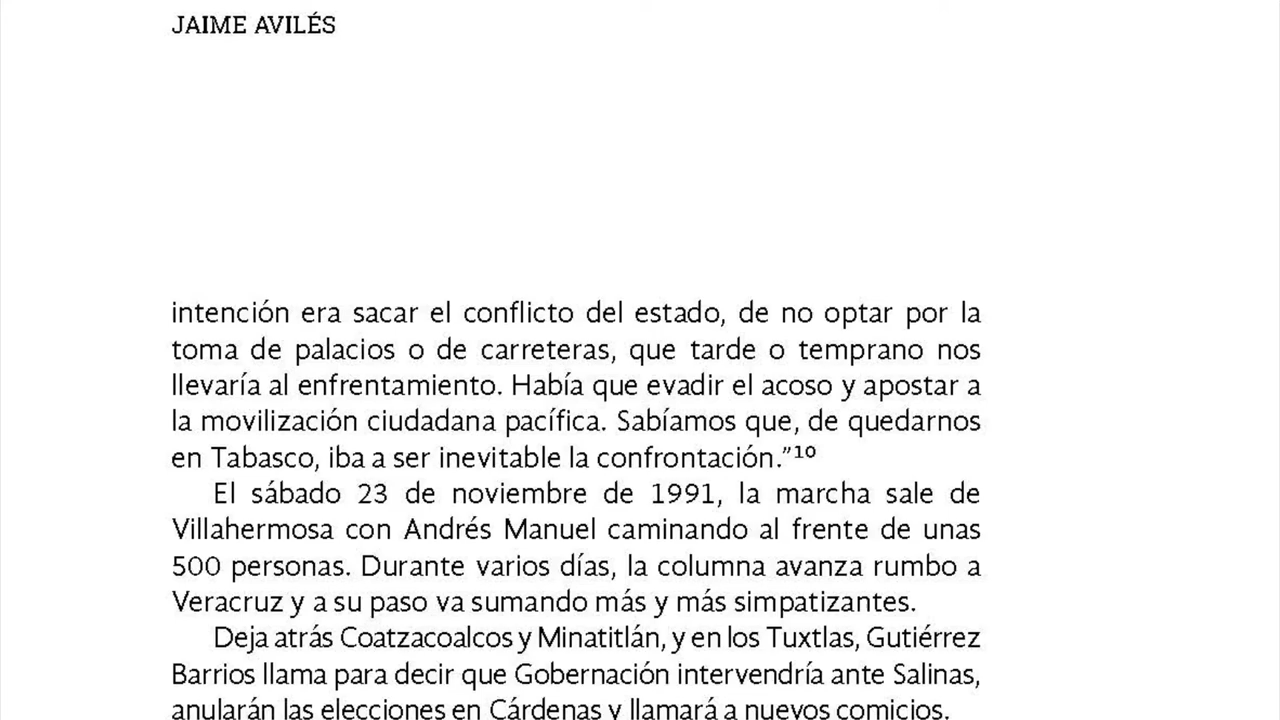 JAIME AVILÉS
intención era sacar el conflicto del estado, de no optar por la
toma de palacios o de carreteras, que tarde o temprano nos
llevaría al enfrentamiento. Había que evadir el acoso y apostar a
la movilización ciudadana pacífica. Sabíamos que, de quedarnos
en Tabasco, iba a ser inevitable la confrontación.”¹⁰
El sábado 23 de noviembre de 1991, la marcha sale de
Villahermosa con Andrés Manuel caminando al frente de unas
500 personas. Durante varios días, la columna avanza rumbo a
Veracruz y a su paso va sumando más y más simpatizantes.
Deja atrás Coatzacoalcos y Minatitlán, y en los Tuxtlas, Gutiérrez
Barrios llama para decir que Gobernación intervendría ante Salinas,
anularán las elecciones en Cárdenas y llamará a nuevos comicios.